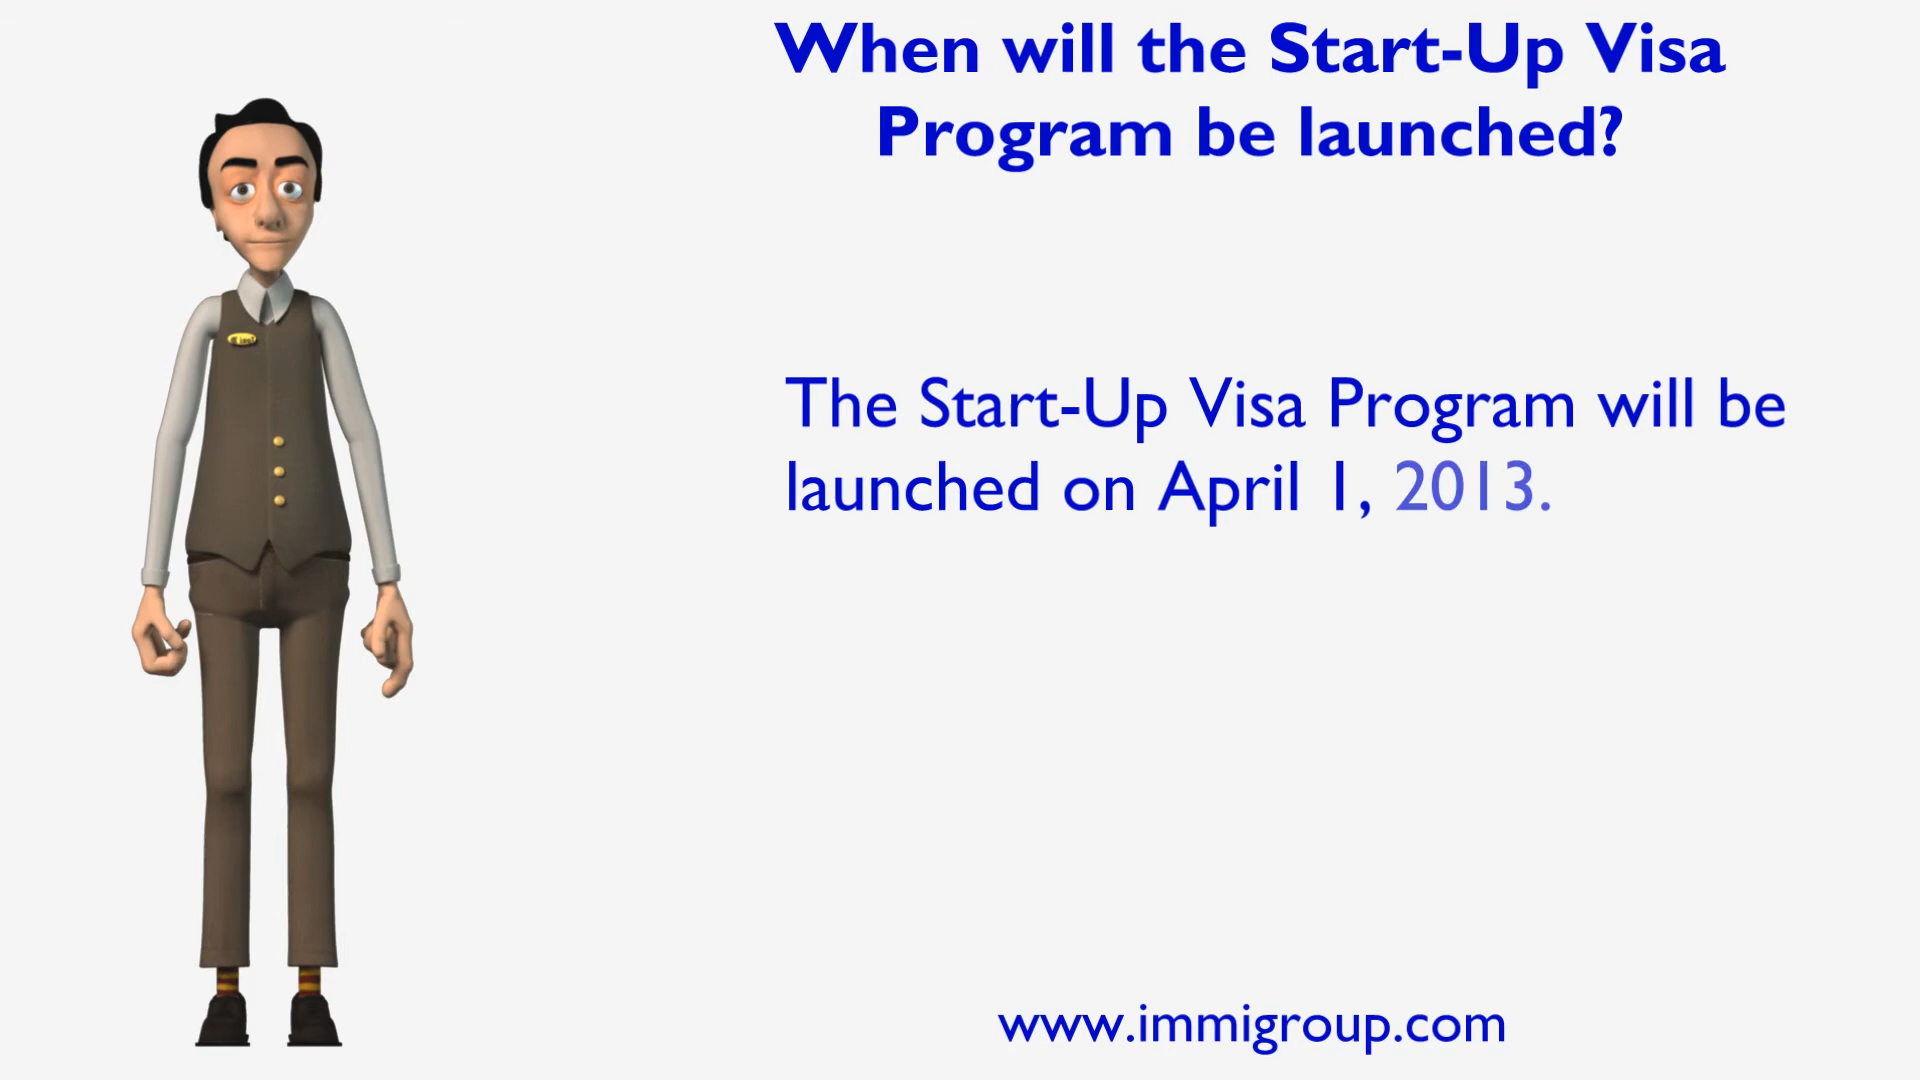 When will the Start-Up Visa
Program be launched?
The Start-Up Visa Program will be
launched on April 1, 2013.
www.immigroup.com